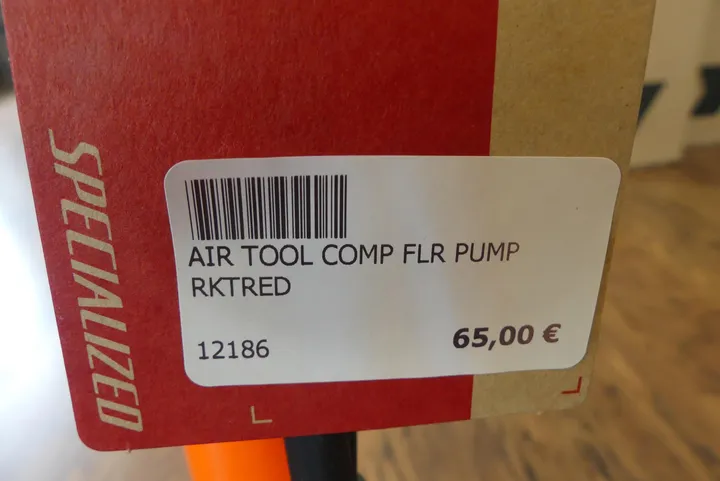 SPECIALIZED
AIR TOOL COMP FLR PUMP
RKTRED
12186
65,00 €